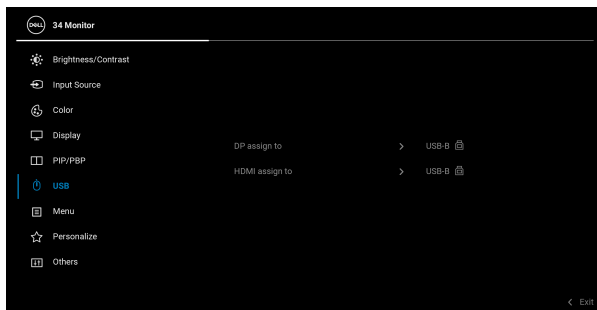 DELL 34 Monitor
Brightness/Contrast
Input Source
Color
Display
DP assign to > USB-B
PIP/PBP
HDMI assign to > USB-B
USB
Menu
Personalize
Others
< Exit